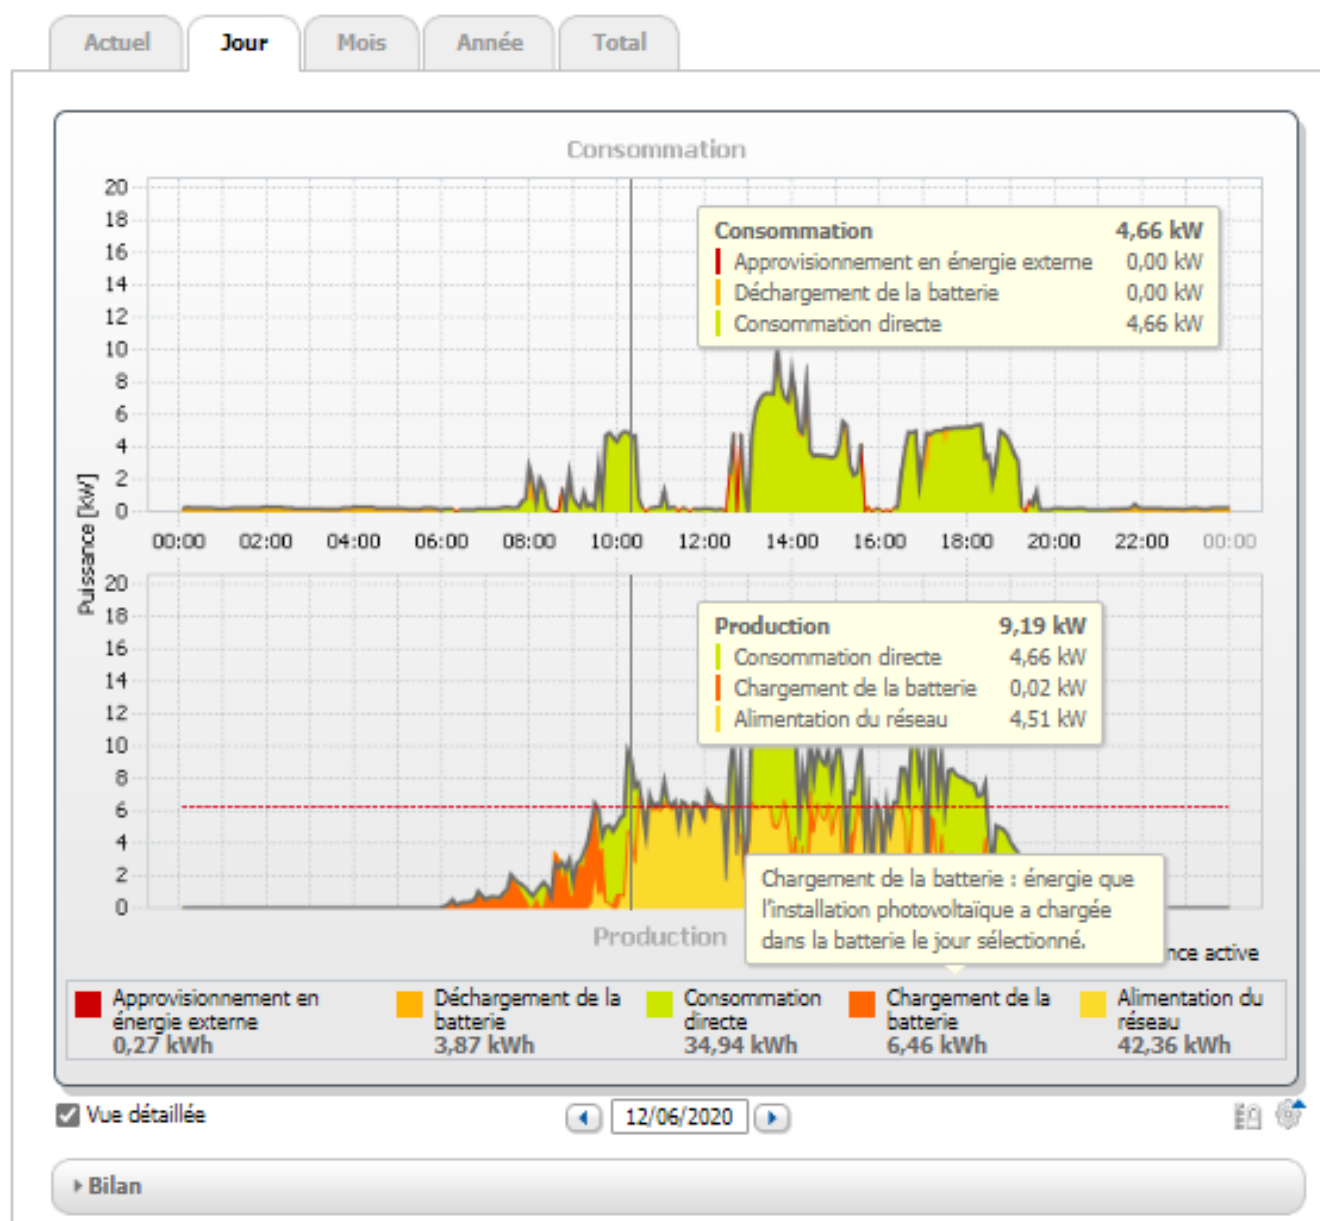 Actuel Jour Mois Année Total
Consommation
20
18
16
14
12
10
8
6
4
2
0
Consommation 4,66 kW
Approvisionnement en énergie externe 0,00 kW
Déchargement de la batterie 0,00 kW
Consommation directe 4,66 kW
Puissance [kW]
00:00 02:00 04:00 06:00 08:00 10:00 12:00 14:00 16:00 18:00 20:00 22:00 00:00
20
18
16
14
12
10
8
6
4
2
0
Production 9,19 kW
Consommation directe 4,66 kW
Chargement de la batterie 0,02 kW
Alimentation du réseau 4,51 kW
Chargement de la batterie : énergie que
l'installation photovoltaïque a chargée
dans la batterie le jour sélectionné.
Production
nce active
Approvisionnement en
énergie externe
0,27 kWh
Déchargement de la
batterie
3,87 kWh
Consommation
directe
34,94 kWh
Chargement de la
batterie
6,46 kWh
Alimentation du
réseau
42,36 kWh
Vue détaillée
12/06/2020
Bilan